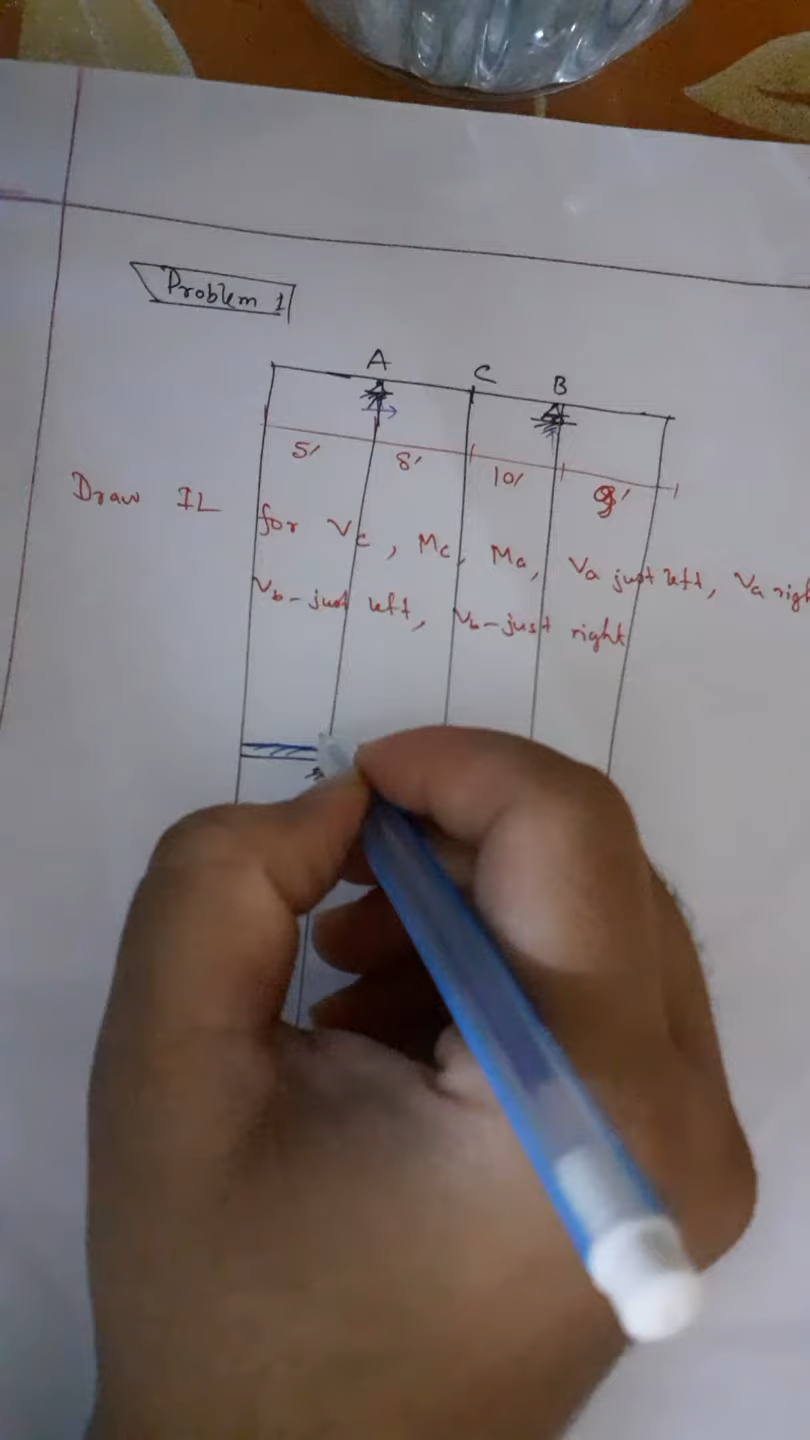 Problem 1
A C B
5' 8' 10'
Draw IL for Vc, Mc, Ma, Va just left, Va righ
Vb-just left, Vb-just right